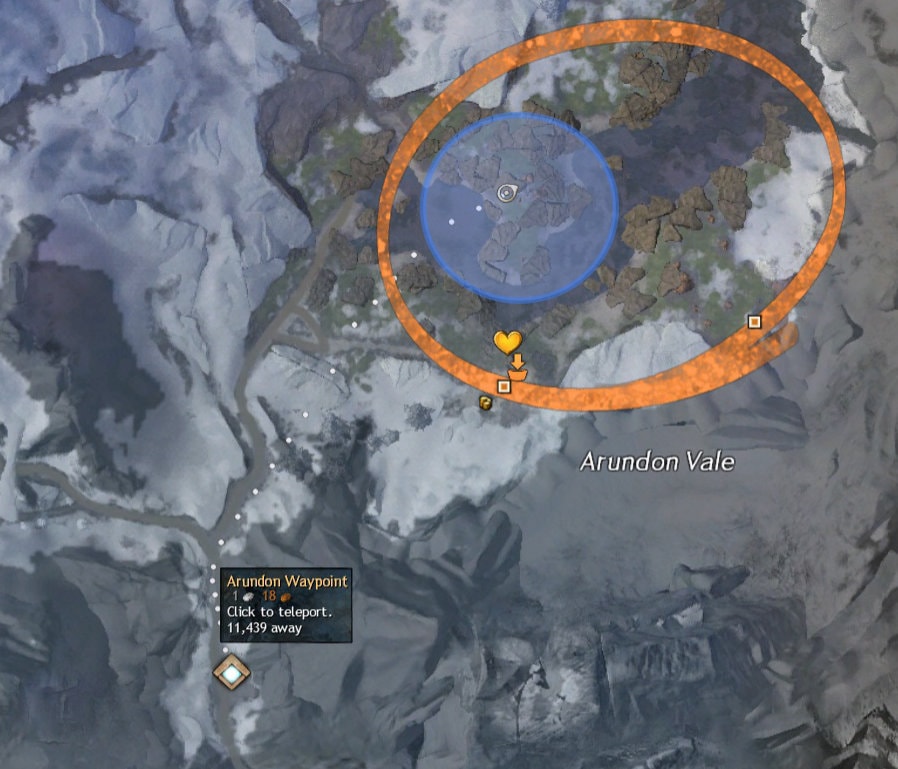 Arundon Vale
Arundon Waypoint
1 18
Click to teleport.
11,439 away